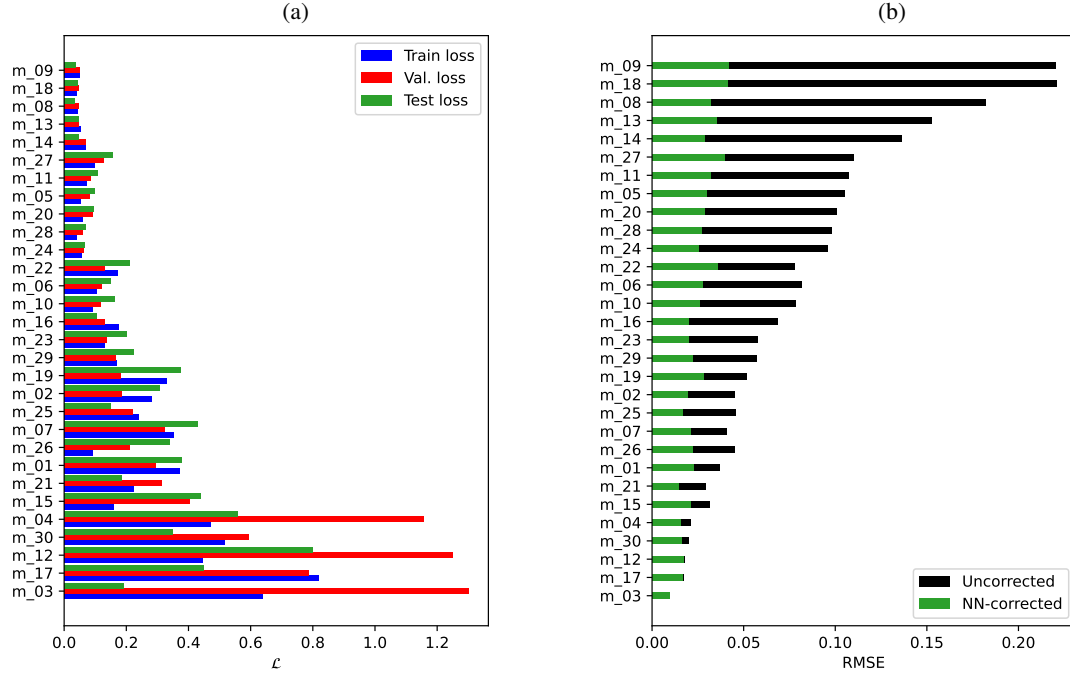 (a)
Train loss
Val. loss
Test loss
m_09
m_18
m_08
m_13
m_14
m_27
m_11
m_05
m_20
m_28
m_24
m_22
m_06
m_10
m_16
m_23
m_29
m_19
m_02
m_25
m_07
m_26
m_01
m_21
m_15
m_04
m_30
m_12
m_17
m_03
0.0 0.2 0.4 0.6 0.8 1.0 1.2
ℒ
(b)
m_09
m_18
m_08
m_13
m_14
m_27
m_11
m_05
m_20
m_28
m_24
m_22
m_06
m_10
m_16
m_23
m_29
m_19
m_02
m_25
m_07
m_26
m_01
m_21
m_15
m_04
m_30
m_12
m_17
m_03
Uncorrected
NN-corrected
0.00 0.05 0.10 0.15 0.20
RMSE